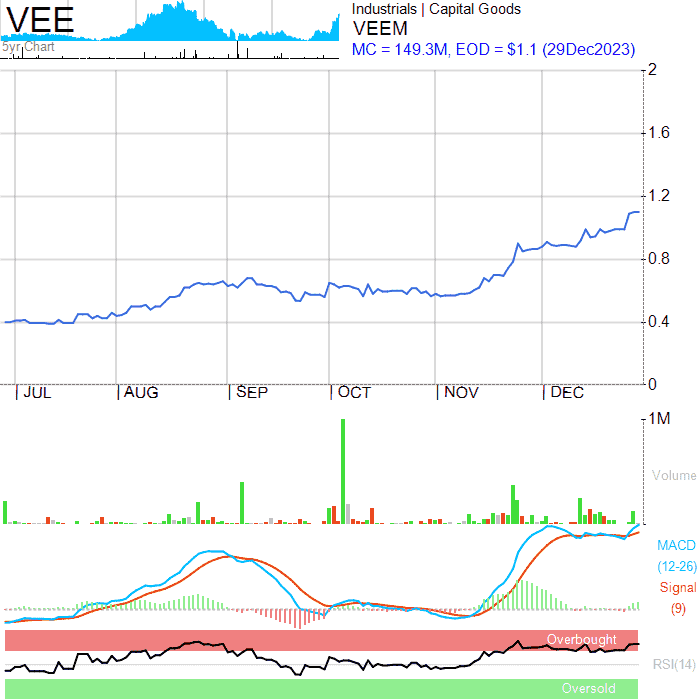 VEE
5yr Chart
Industrials | Capital Goods
VEEM
MC = 149.3M, EOD = $1.1 (29Dec2023)
2
1.6
1.2
0.8
0.4
0
| JUL | AUG | SEP | OCT | NOV | DEC
1M
Volume
MACD
(12-26)
Signal
(9)
Overbought
RSI(14)
Oversold